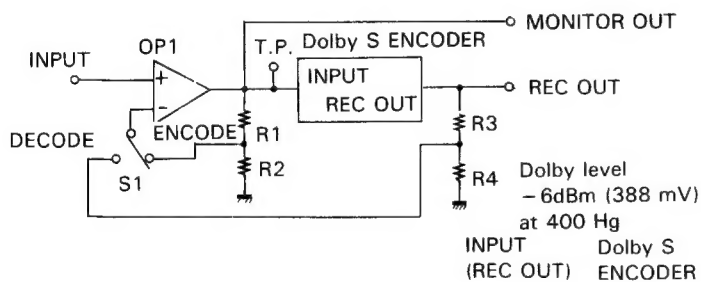 MONITOR OUT
OP1
T.P. Dolby S ENCODER
INPUT
+
INPUT
REC OUT
REC OUT
−
DECODE
ENCODE
R1
R3
S1
R2
R4
Dolby level
−6dBm (388 mV)
at 400 Hg
INPUT Dolby S
(REC OUT) ENCODER